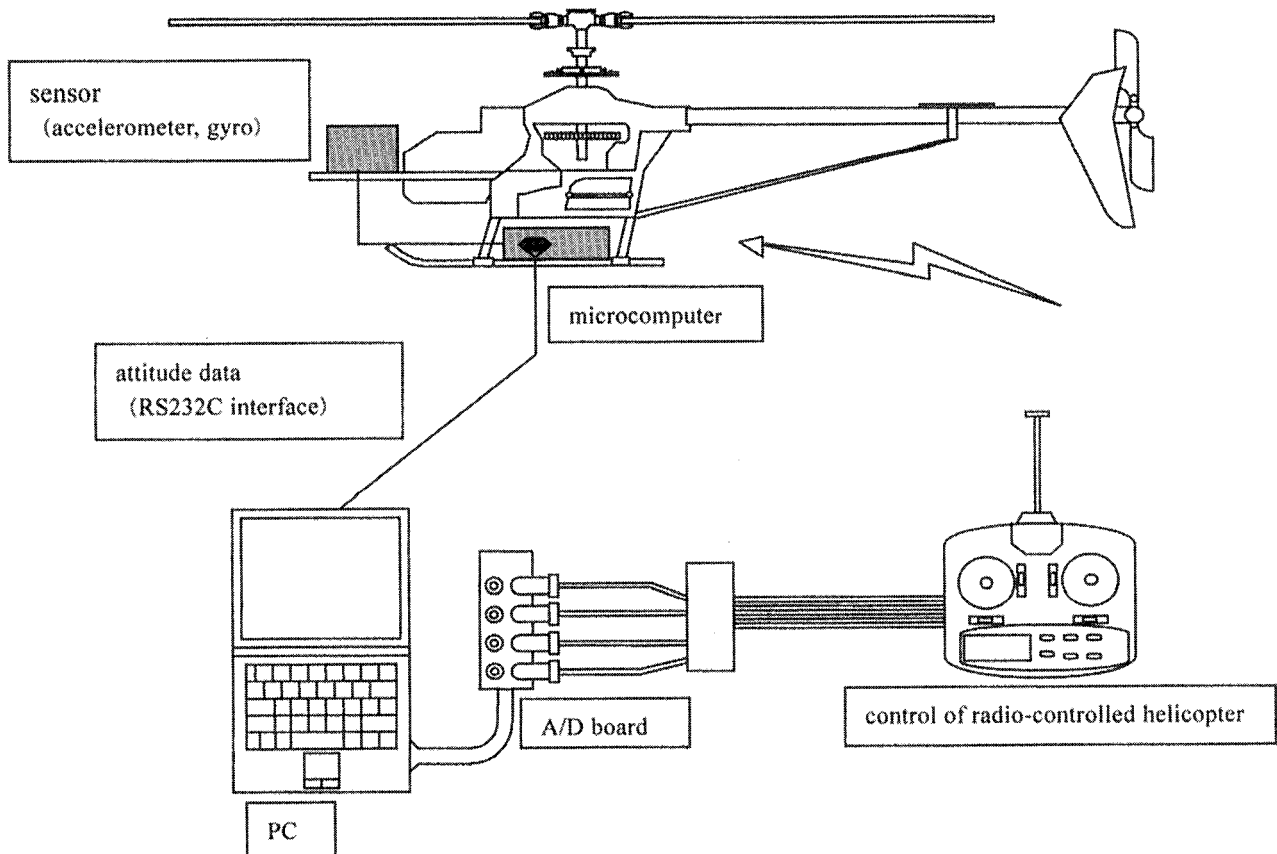 sensor
(accelerometer, gyro)
microcomputer
attitude data
(RS232C interface)
A/D board
control of radio-controlled helicopter
PC